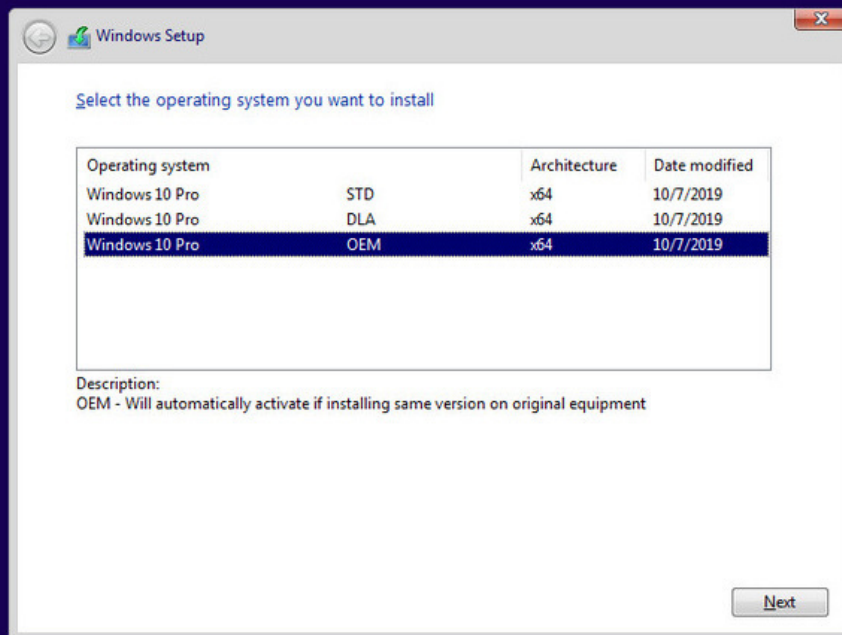 Windows Setup
Select the operating system you want to install
Operating system Architecture Date modified
Windows 10 Pro STD x64 10/7/2019
Windows 10 Pro DLA x64 10/7/2019
Windows 10 Pro OEM x64 10/7/2019
Description:
OEM - Will automatically activate if installing same version on original equipment
Next